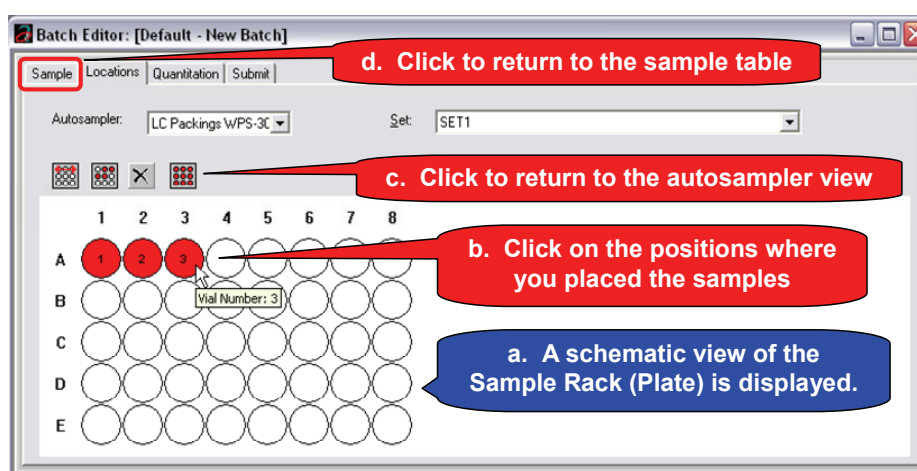 Batch Editor: [Default - New Batch]
d. Click to return to the sample table
Sample Locations Quantitation Submit
Autosampler: LC Packings WPS-3C Set: SET1
c. Click to return to the autosampler view
1 2 3 4 5 6 7 8
A 1 2 3
b. Click on the positions where
you placed the samples
B Vial Number: 3
C
a. A schematic view of the
Sample Rack (Plate) is displayed.
D
E